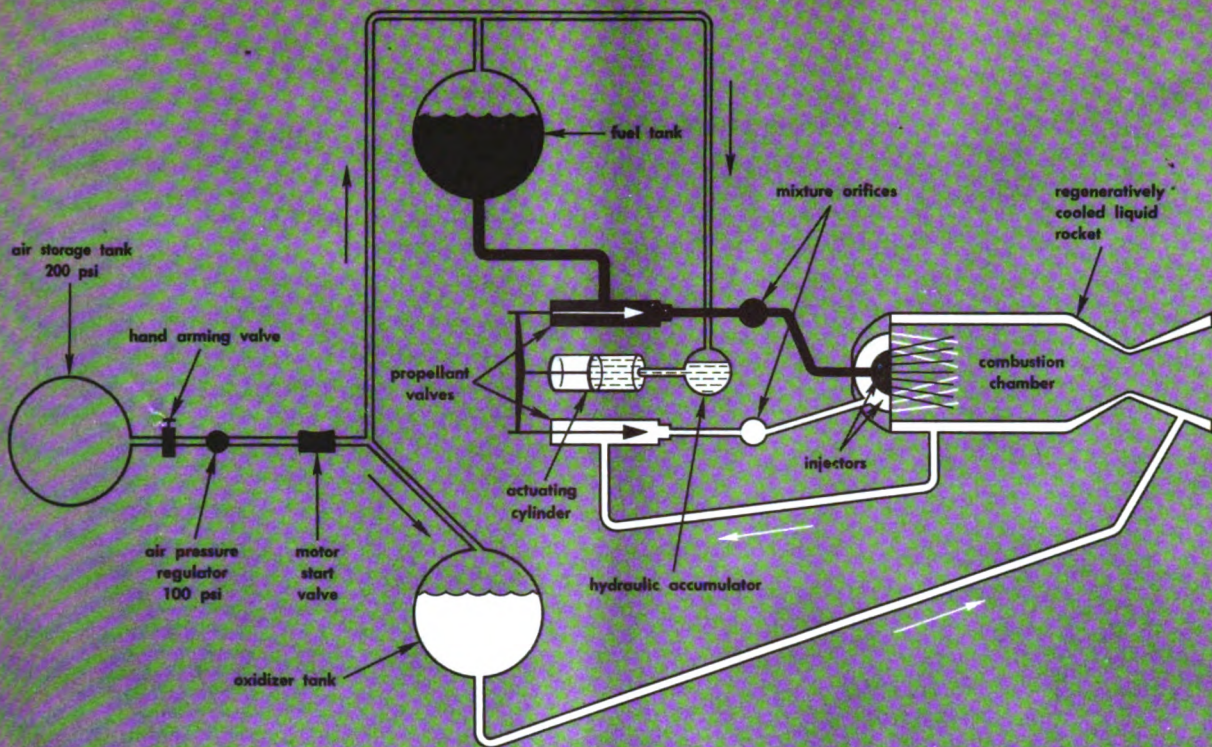 fuel tank
mixture orifices
regeneratively
cooled liquid
rocket
air storage tank
200 psi
hand arming valve
combustion
chamber
propellant
valves
injectors
actuating
cylinder
air pressure
regulator
100 psi
motor
start
valve
hydraulic accumulator
oxidizer tank